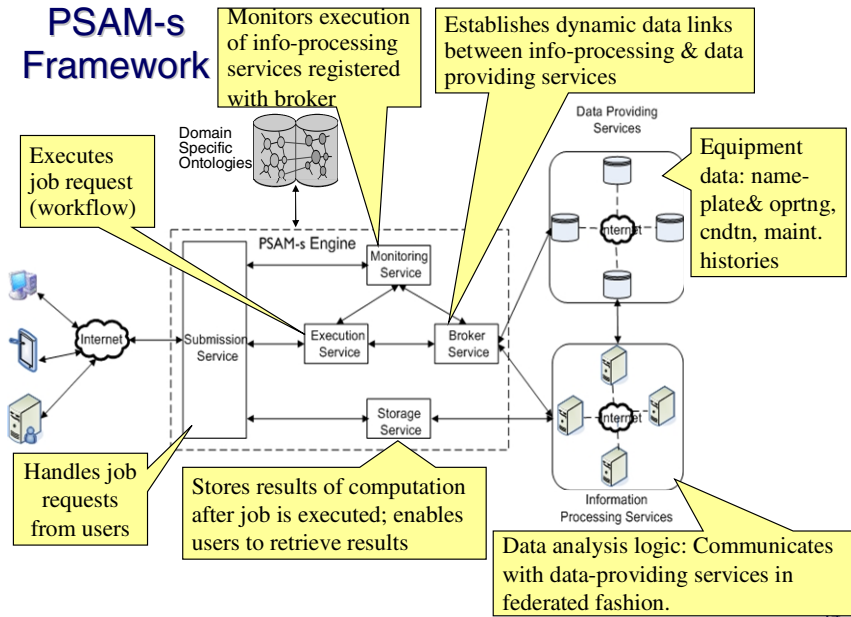 PSAM-s
Framework
Monitors execution
of info-processing
services registered
with broker
Establishes dynamic data links
between info-processing & data
providing services
Data Providing
Services
Domain
Specific
Ontologies
Executes
job request
(workflow)
Equipment
data: name-
plate& oprtng,
cndtn, maint.
histories
Internet
PSAM-s Engine
Monitoring
Service
Internet
Submission
Service
Execution
Service
Broker
Service
Storage
Service
Internet
Handles job
requests
from users
Stores results of computation
after job is executed; enables
users to retrieve results
Information
Processing Services
Data analysis logic: Communicates
with data-providing services in
federated fashion.